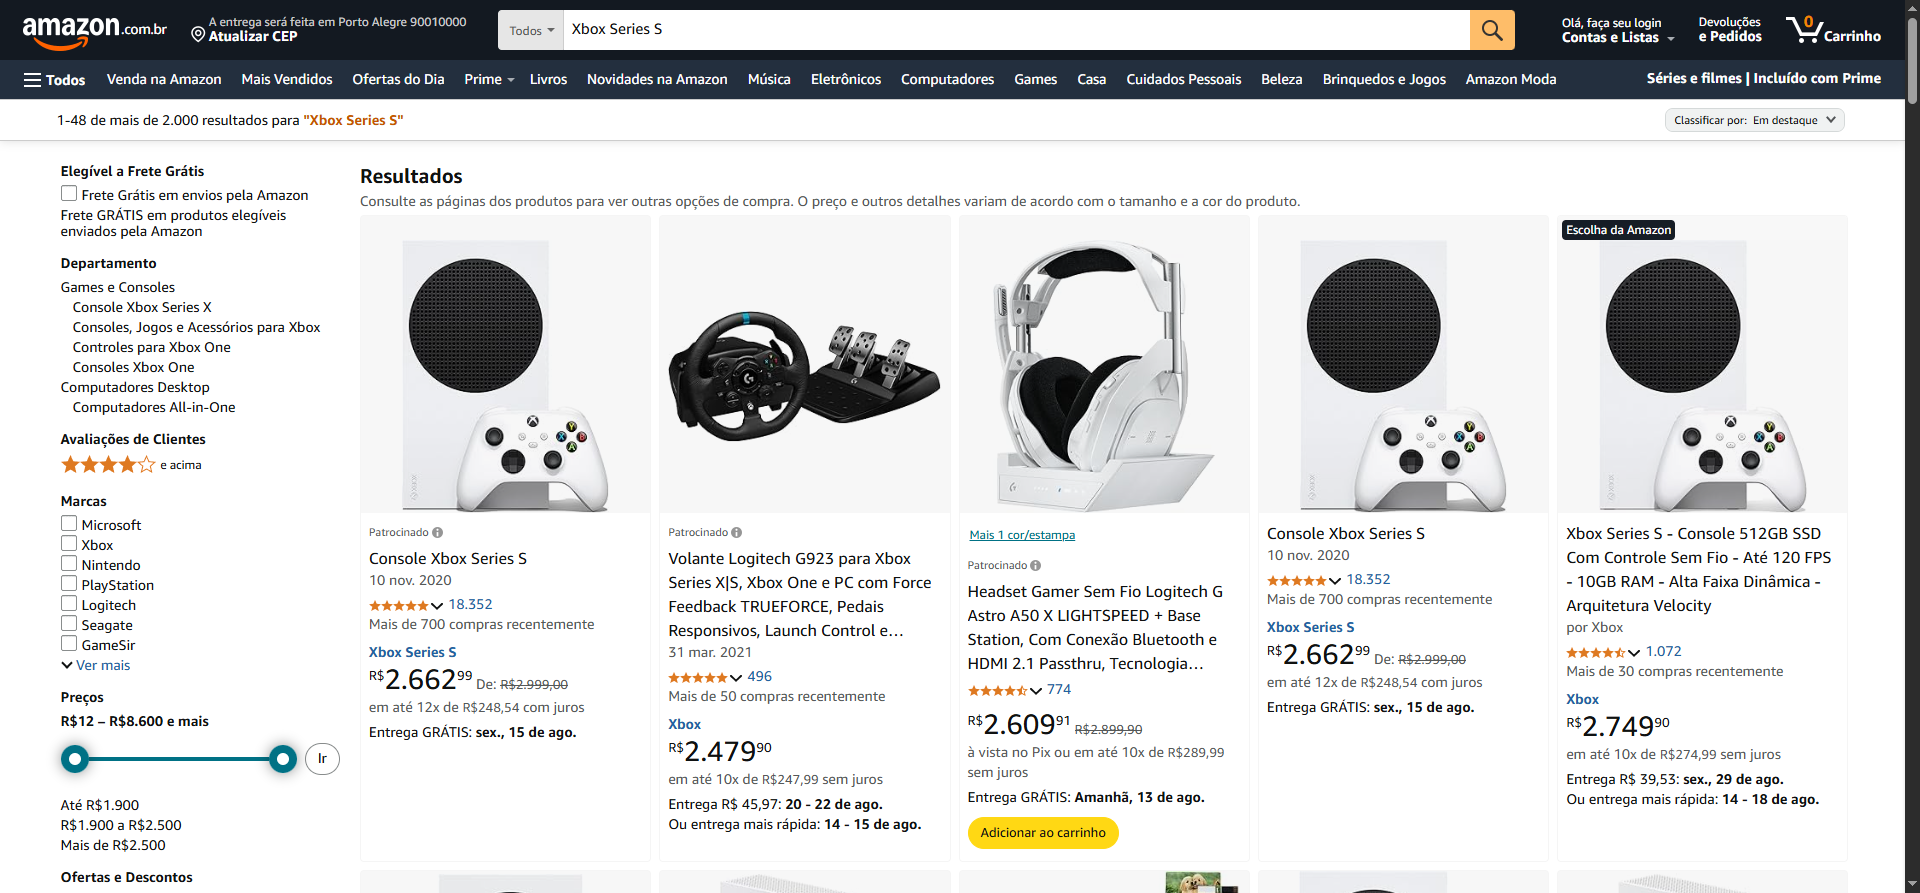 amazon.com.br
A entrega será feita em Porto Alegre 90010000
Atualizar CEP
Todos
Xbox Series S
Olá, faça seu login
Contas e Listas
Devoluções
e Pedidos
0
Carrinho
Todos
Venda na Amazon
Mais Vendidos
Ofertas do Dia
Prime
Livros
Novidades na Amazon
Música
Eletrônicos
Computadores
Games
Casa
Cuidados Pessoais
Beleza
Brinquedos e Jogos
Amazon Moda
Séries e filmes | Incluído com Prime
1-48 de mais de 2.000 resultados para "Xbox Series S"
Classificar por: Em destaque
Elegível a Frete Grátis
Frete Grátis em envios pela Amazon
Frete GRÁTIS em produtos elegíveis
enviados pela Amazon
Departamento
Games e Consoles
Console Xbox Series X
Consoles, Jogos e Acessórios para Xbox
Controles para Xbox One
Consoles Xbox One
Computadores Desktop
Computadores All-in-One
Avaliações de Clientes
e acima
Marcas
Microsoft
Xbox
Nintendo
PlayStation
Logitech
Seagate
GameSir
Ver mais
Preços
R$12 – R$8.600 e mais
Ir
Até R$1.900
R$1.900 a R$2.500
Mais de R$2.500
Ofertas e Descontos
Resultados
Consulte as páginas dos produtos para ver outras opções de compra. O preço e outros detalhes variam de acordo com o tamanho e a cor do produto.
Patrocinado
Console Xbox Series S
10 nov. 2020
18.352
Mais de 700 compras recentemente
Xbox Series S
R$2.66299 De: R$2.999,00
em até 12x de R$248,54 com juros
Entrega GRÁTIS: sex., 15 de ago.
Patrocinado
Volante Logitech G923 para Xbox
Series X|S, Xbox One e PC com Force
Feedback TRUEFORCE, Pedais
Responsivos, Launch Control e…
31 mar. 2021
496
Mais de 50 compras recentemente
Xbox
R$2.47990
em até 10x de R$247,99 sem juros
Entrega R$ 45,97: 20 - 22 de ago.
Ou entrega mais rápida: 14 - 15 de ago.
Mais 1 cor/estampa
Patrocinado
Headset Gamer Sem Fio Logitech G
Astro A50 X LIGHTSPEED + Base
Station, Com Conexão Bluetooth e
HDMI 2.1 Passthru, Tecnologia…
774
R$2.60991 R$2.899,90
à vista no Pix ou em até 10x de R$289,99
sem juros
Entrega GRÁTIS: Amanhã, 13 de ago.
Adicionar ao carrinho
Console Xbox Series S
10 nov. 2020
18.352
Mais de 700 compras recentemente
Xbox Series S
R$2.66299 De: R$2.999,00
em até 12x de R$248,54 com juros
Entrega GRÁTIS: sex., 15 de ago.
Escolha da Amazon
Xbox Series S - Console 512GB SSD
Com Controle Sem Fio - Até 120 FPS
- 10GB RAM - Alta Faixa Dinâmica -
Arquitetura Velocity
por Xbox
1.072
Mais de 30 compras recentemente
Xbox
R$2.74990
em até 10x de R$274,99 sem juros
Entrega R$ 39,53: sex., 29 de ago.
Ou entrega mais rápida: 14 - 18 de ago.